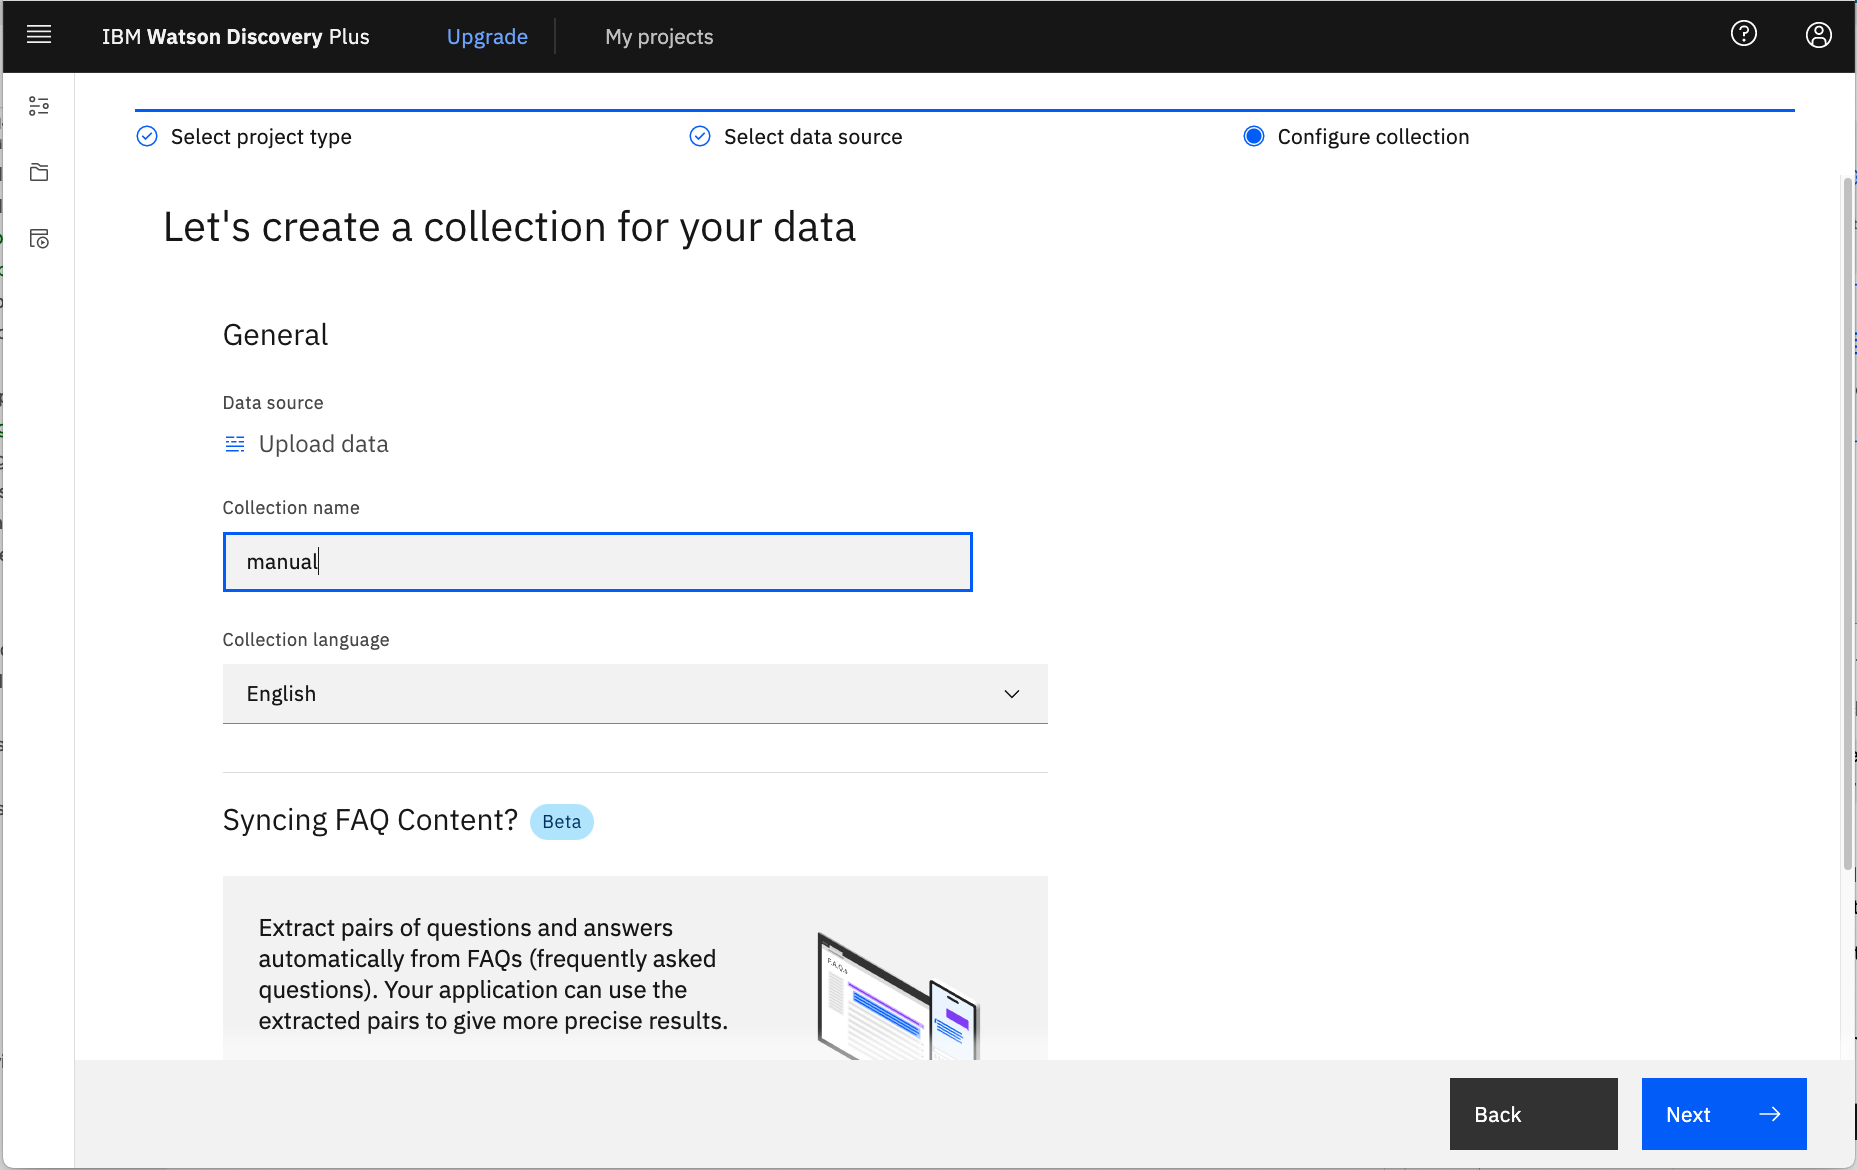 IBM Watson Discovery Plus
Upgrade
My projects
Select project type
Select data source
Configure collection
Let's create a collection for your data
General
Data source
Upload data
Collection name
manual
Collection language
English
Syncing FAQ Content?
Beta
Extract pairs of questions and answers
automatically from FAQs (frequently asked
questions). Your application can use the
extracted pairs to give more precise results.
F.A.Q.s
Back
Next